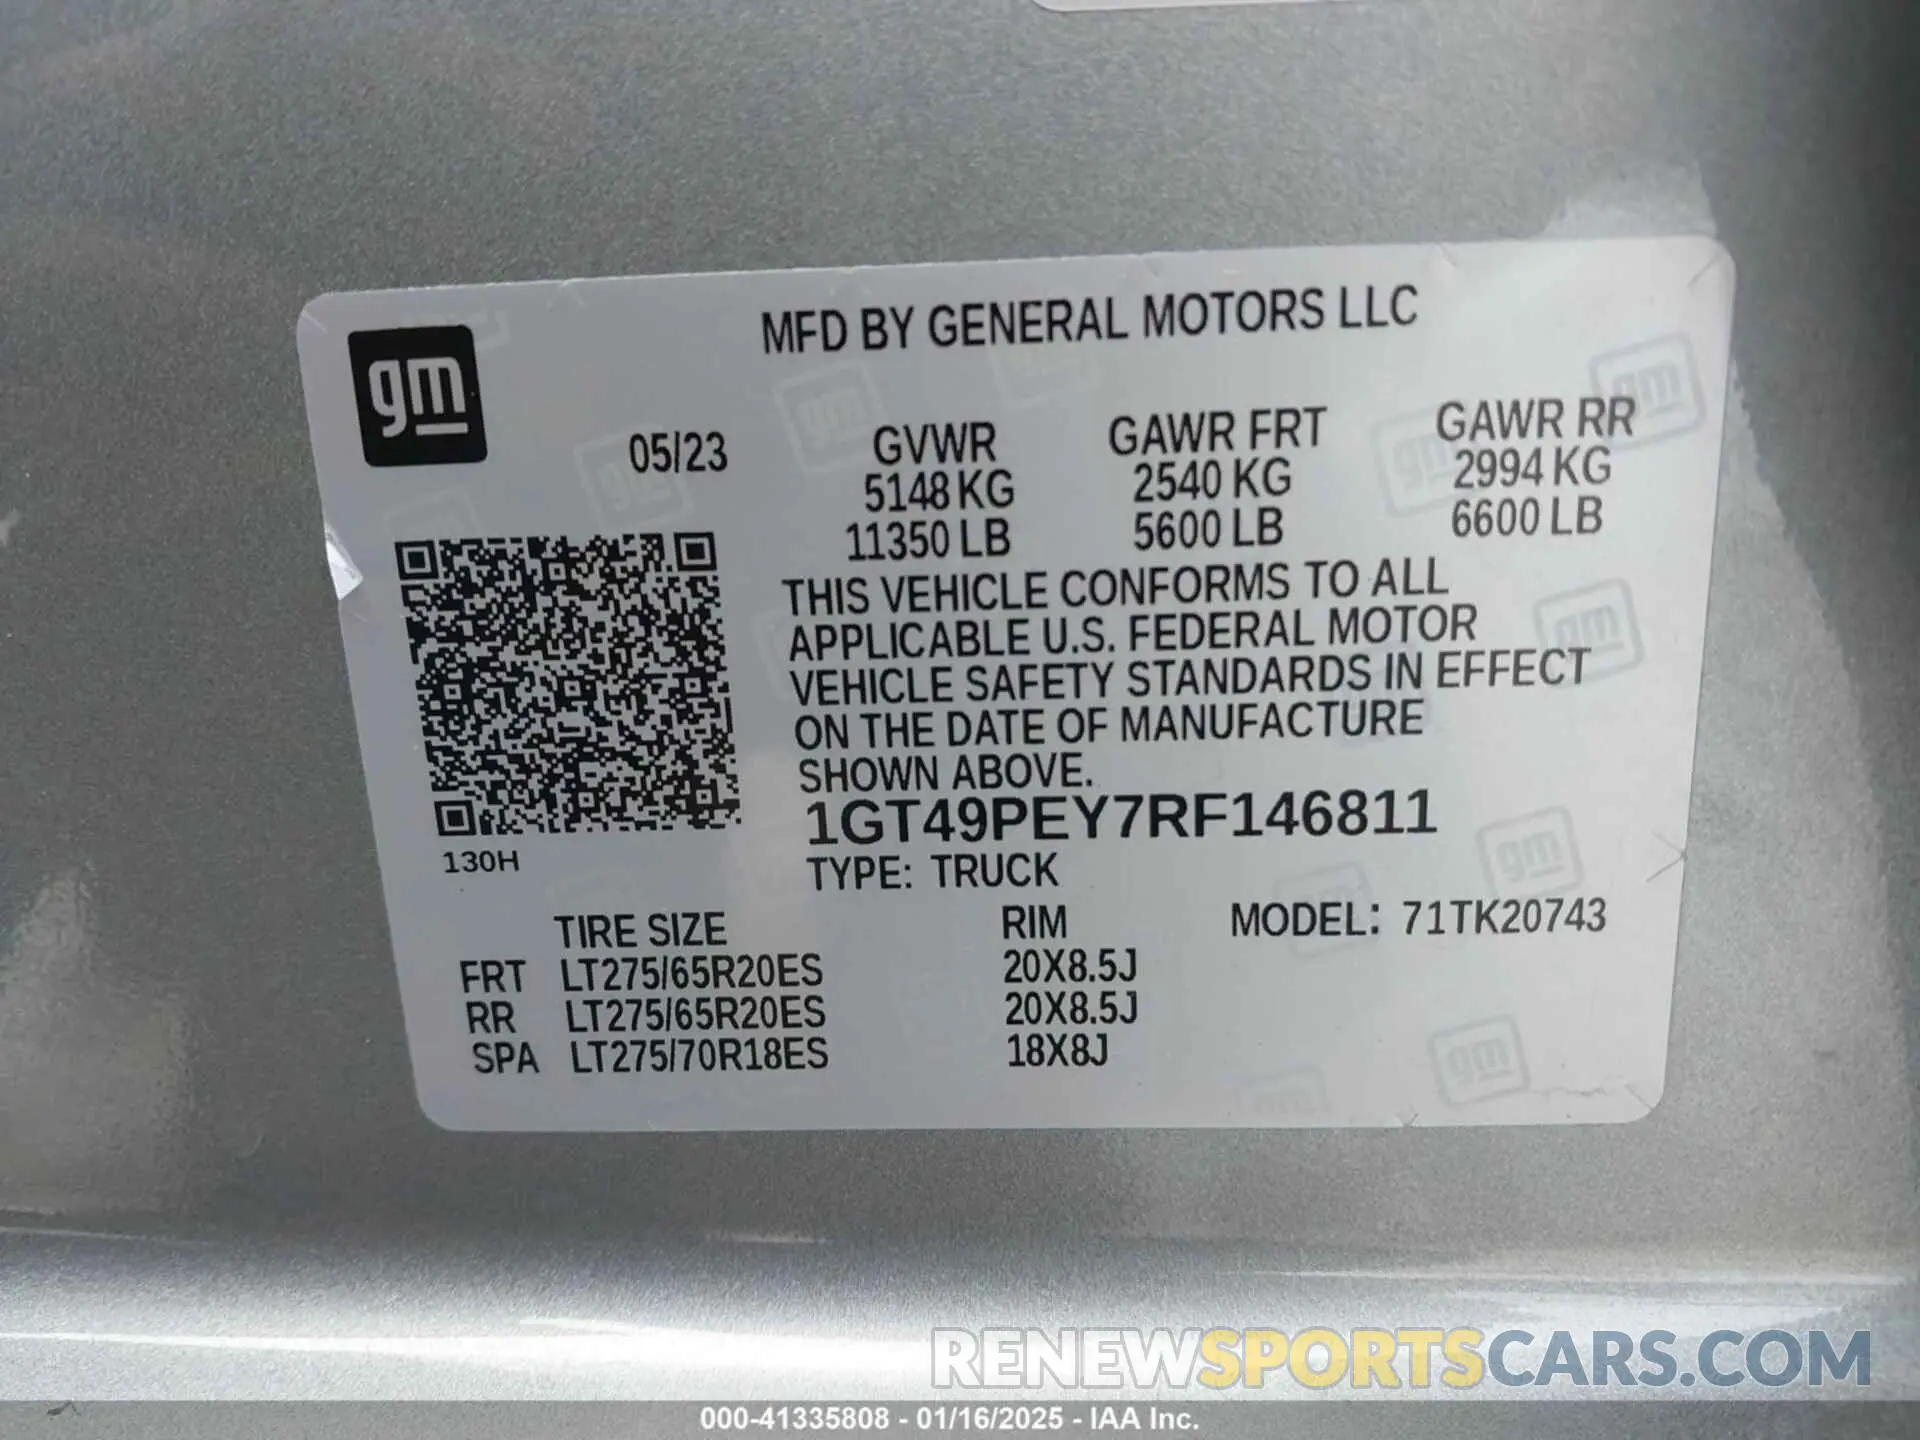 MFD BY GENERAL MOTORS LLC
gm
05/23 GVWR GAWR FRT GAWR RR
5148 KG 2540 KG 2994 KG
11350 LB 5600 LB 6600 LB
THIS VEHICLE CONFORMS TO ALL
APPLICABLE U.S. FEDERAL MOTOR
VEHICLE SAFETY STANDARDS IN EFFECT
ON THE DATE OF MANUFACTURE
SHOWN ABOVE.
1GT49PEY7RF146811
130H
TYPE: TRUCK
TIRE SIZE RIM MODEL: 71TK20743
FRT LT275/65R20ES 20X8.5J
RR LT275/65R20ES 20X8.5J
SPA LT275/70R18ES 18X8J
RENEWSPORTSCARS.COM
000-41335808 - 01/16/2025 - IAA Inc.